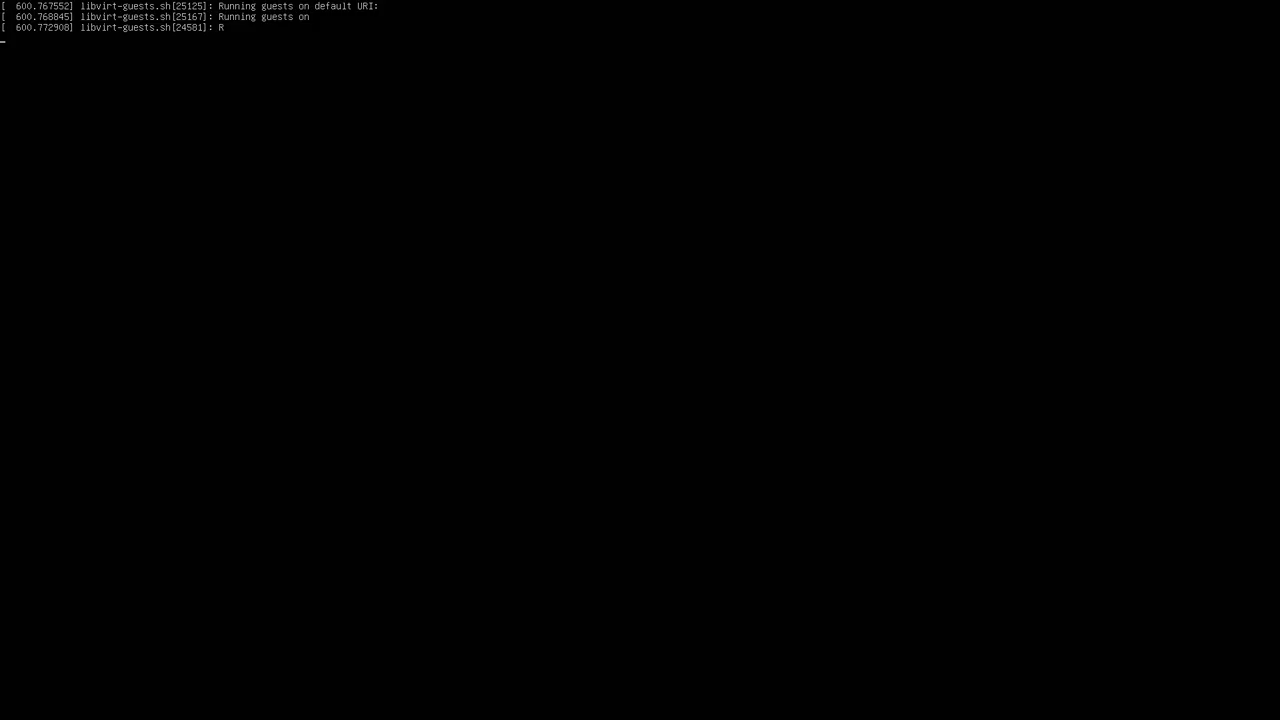 [  600.767552] libvirt-guests.sh[25125]: Running guests on default URI:
[  600.768845] libvirt-guests.sh[25167]: Running guests on
[  600.772908] libvirt-guests.sh[24581]: R